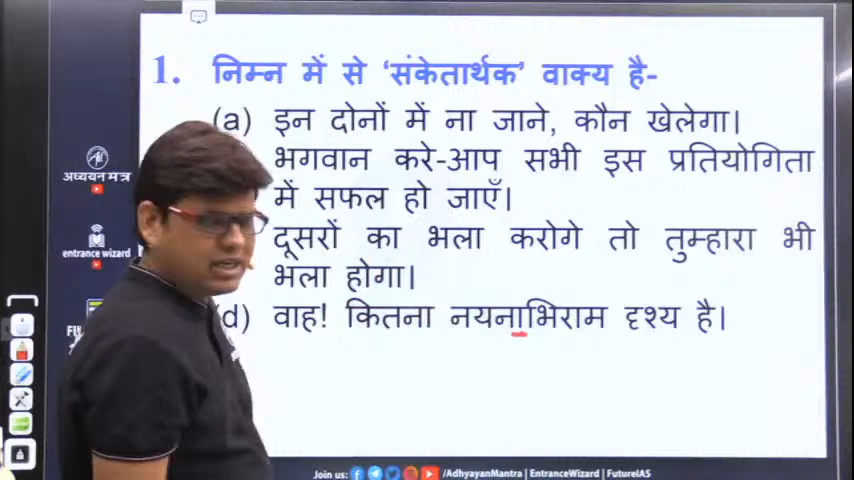 1. निम्न में से ‘संकेतार्थक’ वाक्य है-
(a) इन दोनों में ना जाने, कौन खेलेगा।
भगवान करे-आप सभी इस प्रतियोगिता
में सफल हो जाएँ।
दूसरों का भला करोगे तो तुम्हारा भी
भला होगा।
(d) वाह! कितना नयनाभिराम दृश्य है।
अध्ययन मंत्रा
entrance wizard
FU
Join us: /AdhyayanMantra | EntranceWizard | FutureIAS